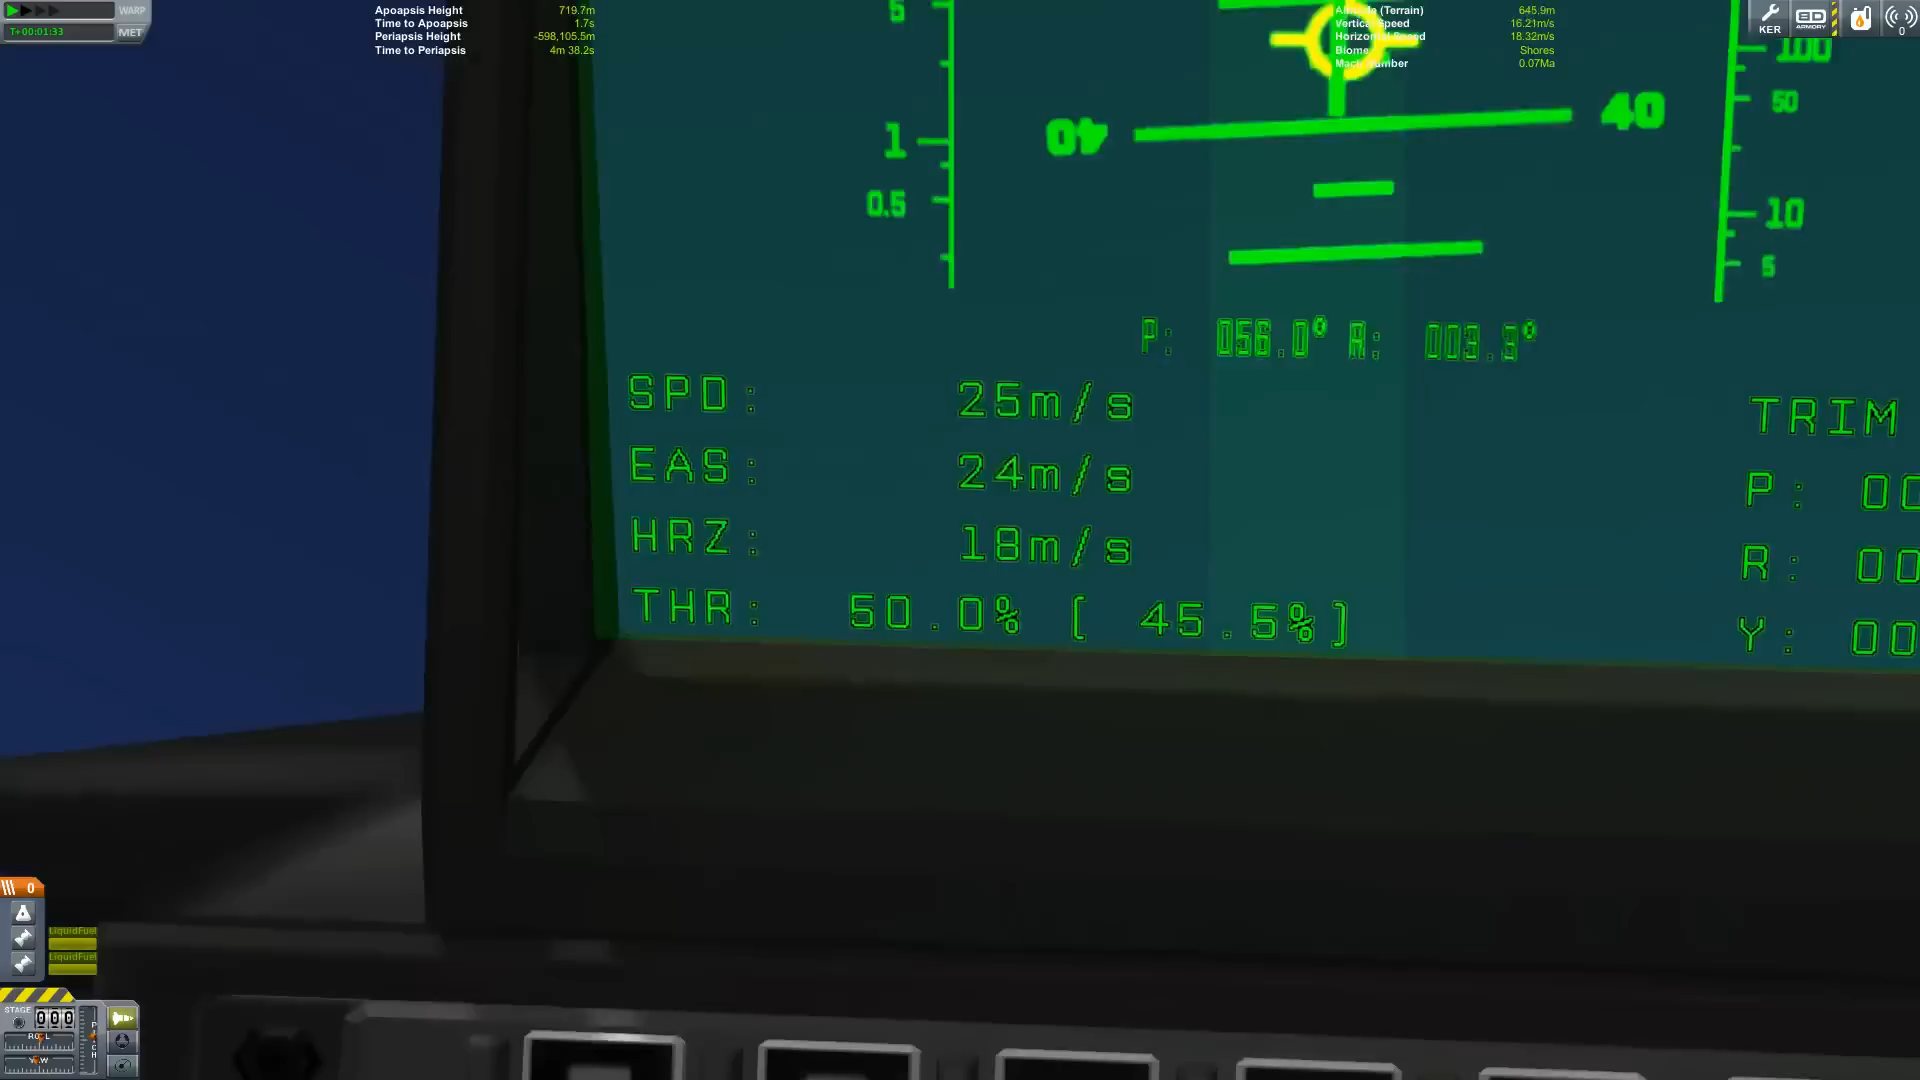 WARP
T+00:01:33 MET
Apoapsis Height 719.7m
Time to Apoapsis 1.7s
Periapsis Height -598,105.5m
Time to Periapsis 4m 38.2s
(Terrain) 645.9m
Vertical Speed 16.21m/s
Horizontal Speed 18.32m/s
Biome Shores
Mach Number 0.07Ma
KER
ARMORY
0
5
1
0.5
40
40
100
50
10
5
P: 056.0° A: 003.9°
SPD: 25m/s
EAS: 24m/s
HRZ: 18m/s
THR: 50.0% [ 45.5%]
TRIM
P: 00
R: 00
Y: 00
0
LiquidFuel
LiquidFuel
STAGE 000
ROLL
YAW